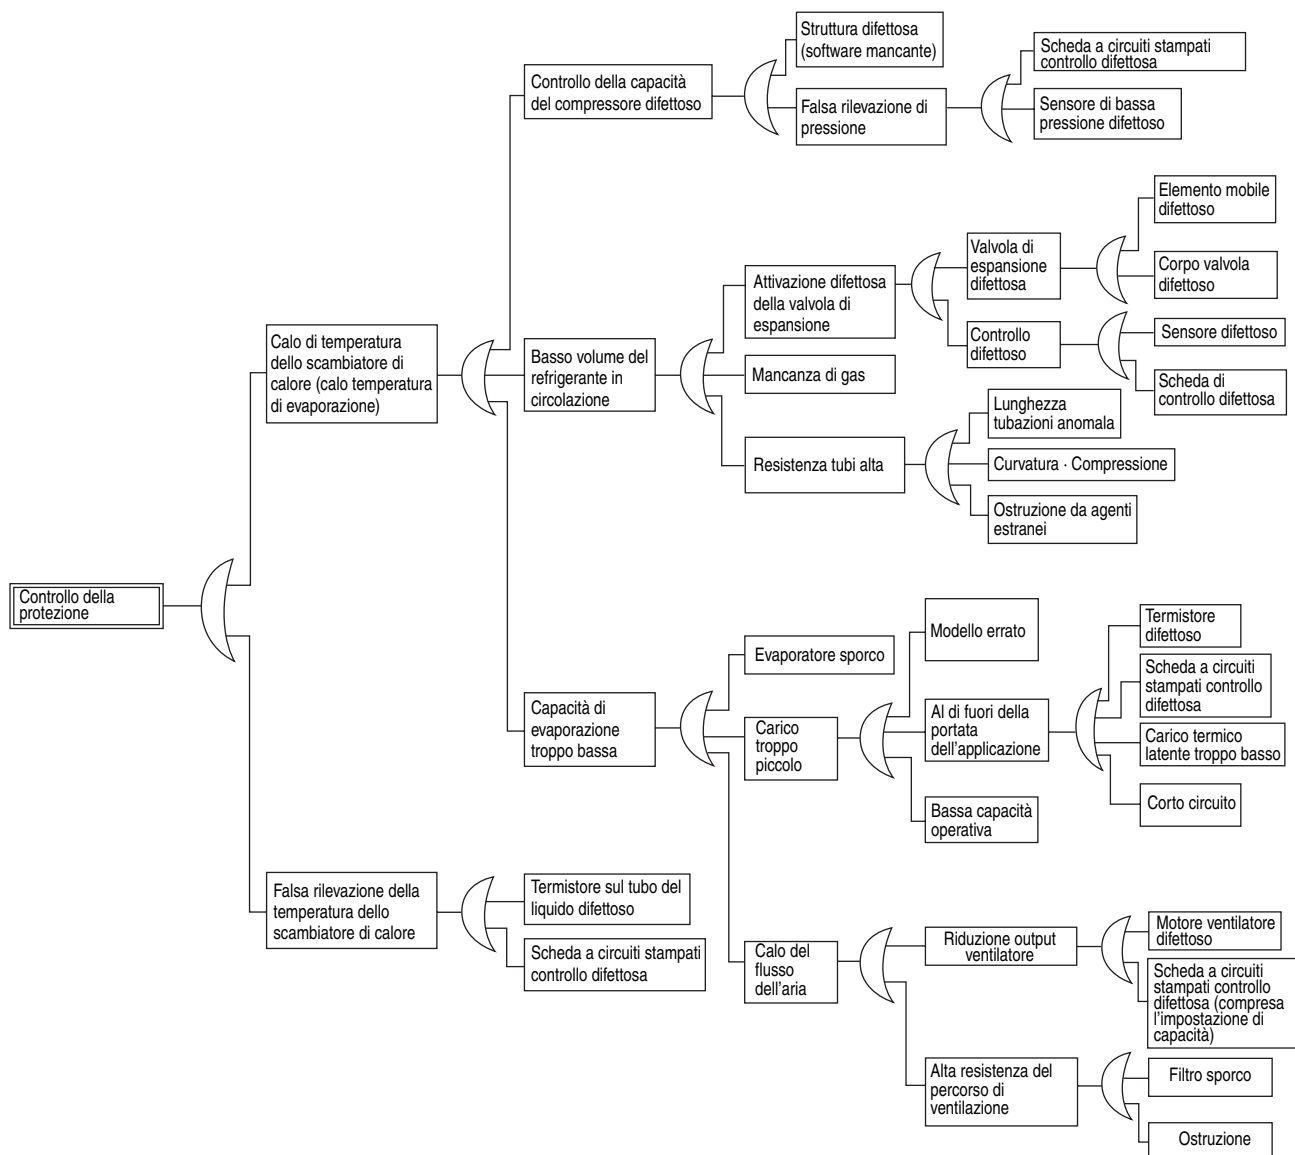 Struttura difettosa
(software mancante)
Scheda a circuiti stampati
controllo difettosa
Controllo della capacità
del compressore difettoso
Falsa rilevazione di
pressione
Sensore di bassa
pressione difettoso
Elemento mobile
difettoso
Valvola di
espansione
difettosa
Corpo valvola
difettoso
Attivazione difettosa
della valvola di
espansione
Controllo
difettoso
Sensore difettoso
Scheda di
controllo difettosa
Calo di temperatura
dello scambiatore di
calore (calo temperatura
di evaporazione)
Basso volume del
refrigerante in
circolazione
Mancanza di gas
Lunghezza
tubazioni anomala
Resistenza tubi alta
Curvatura · Compressione
Ostruzione da agenti
estranei
Controllo della
protezione
Evaporatore sporco
Modello errato
Termistore
difettoso
Scheda a circuiti
stampati controllo
difettosa
Capacità di
evaporazione
troppo bassa
Carico
troppo
piccolo
Al di fuori della
portata
dell'applicazione
Carico termico
latente troppo basso
Corto circuito
Bassa capacità
operativa
Falsa rilevazione della
temperatura dello
scambiatore di calore
Termistore sul tubo del
liquido difettoso
Scheda a circuiti stampati
controllo difettosa
Calo del
flusso
dell'aria
Riduzione output
ventilatore
Motore ventilatore
difettoso
Scheda a circuiti
stampati controllo
difettosa (compresa
l'impostazione di
capacità)
Alta resistenza del
percorso di
ventilazione
Filtro sporco
Ostruzione